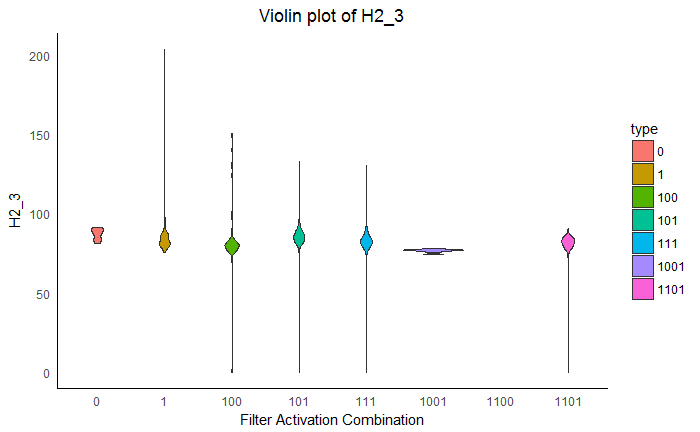 Violin plot of H2_3
H2_3
200
150
100
50
0
0 1 100 101 111 1001 1100 1101
Filter Activation Combination
type
0
1
100
101
111
1001
1101